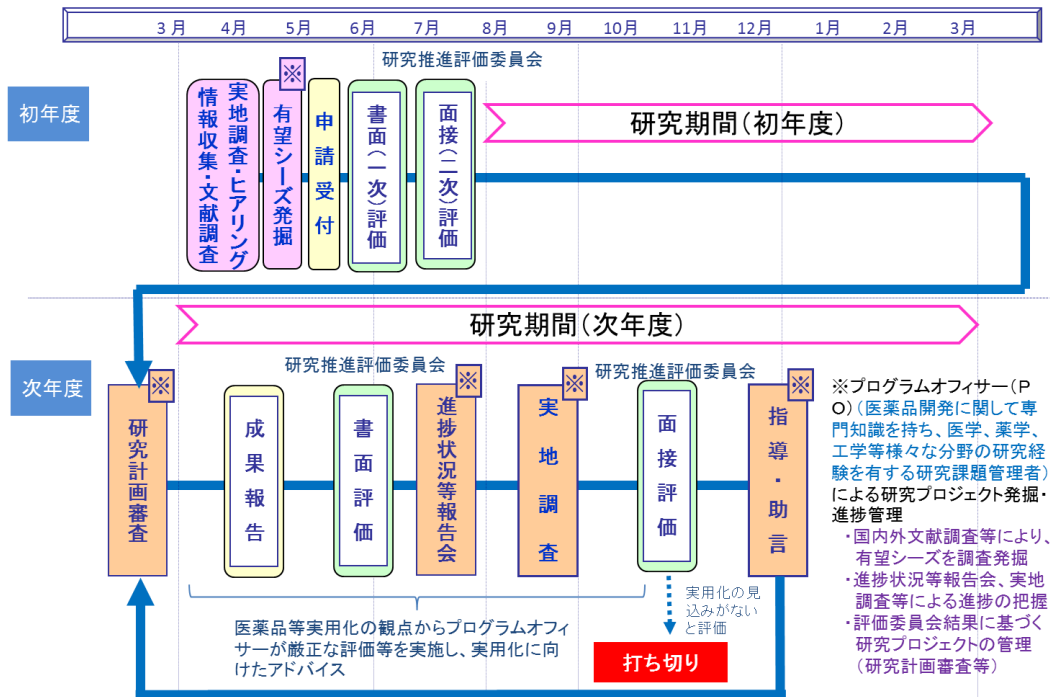 3月 4月 5月 6月 7月 8月 9月 10月 11月 12月 1月 2月 3月
初年度
研究推進評価委員会
実地調査・ヒアリング
情報収集・文献調査
※
有望シーズ発掘
申請受付
書面(一次)評価
面接(二次)評価
研究期間(初年度)
次年度
研究期間(次年度)
研究推進評価委員会
研究推進評価委員会
※
研究計画審査
成果報告
書面評価
※
進捗状況等報告会
※
実地調査
面接評価
※
指導・助言
実用化の見
込みがない
と評価
打ち切り
医薬品等実用化の観点からプログラムオフィ
サーが厳正な評価等を実施し、実用化に向
けたアドバイス
※プログラムオフィサー(P
O)(医薬品開発に関して専
門知識を持ち、医学、薬学、
工学等様々な分野の研究経
験を有する研究課題管理者)
による研究プロジェクト発掘・
進捗管理
・国内外文献調査等により、
有望シーズを調査発掘
・進捗状況等報告会、実地
調査等による進捗の把握
・評価委員会結果に基づく
研究プロジェクトの管理
(研究計画審査等)